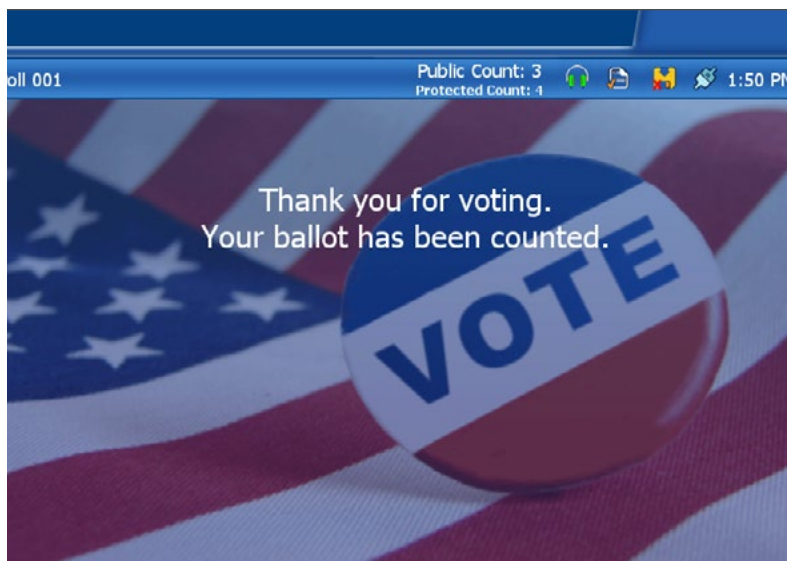 oll 001
Public Count: 3
Protected Count: 4
1:50 PM
Thank you for voting.
Your ballot has been counted.
VOTE